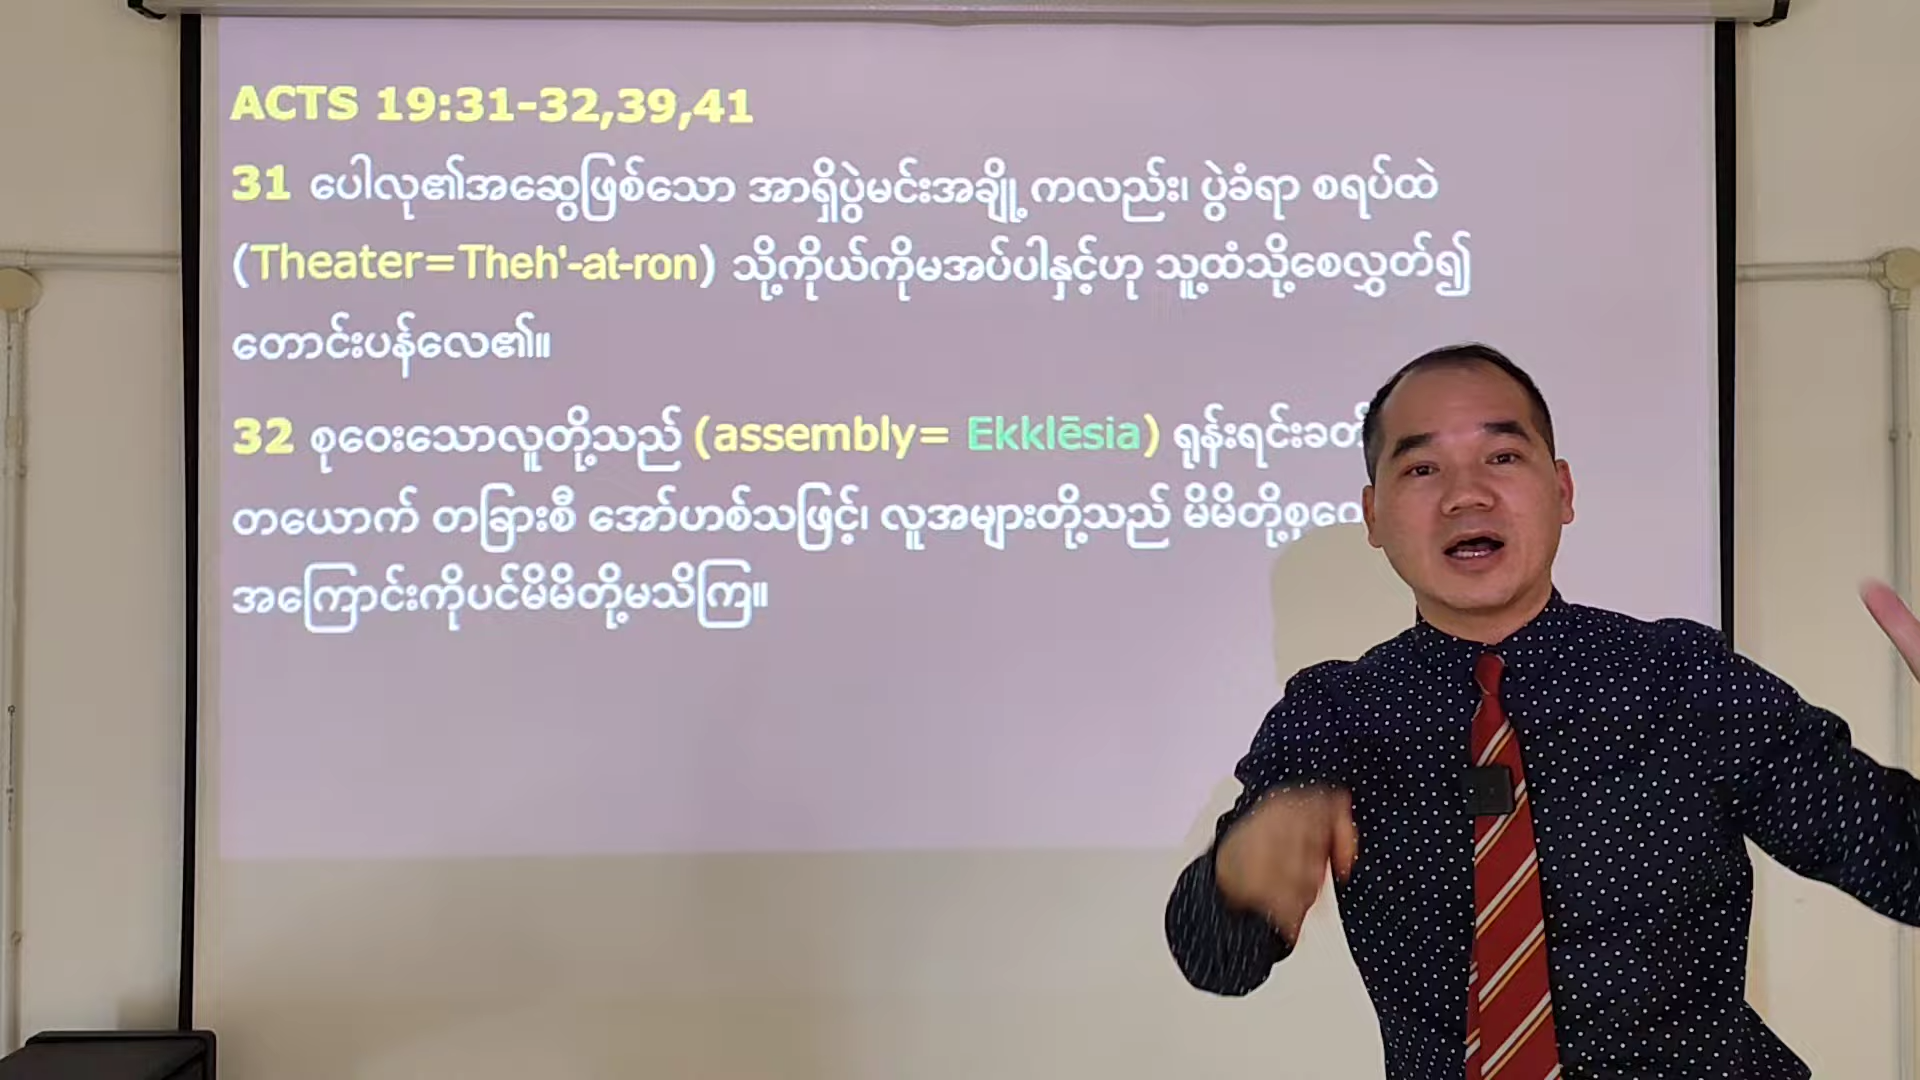 ACTS 19:31-32,39,41
31 ပေါလု၏အဆွေဖြစ်သော အာရှိပွဲမင်းအချို့ ကလည်း၊ ပွဲခံရာ စရပ်ထဲ
(Theater=Theh'-at-ron) သို့ကိုယ်ကိုမအပ်ပါနှင့်ဟု သူ့ထံသို့စေလွှတ်၍
တောင်းပန်လေ၏။
32 စုဝေးသောလူတို့သည် (assembly= Ekklēsia) ရုန်းရင်းခတ်
တယောက် တခြားစီ အော်ဟစ်သဖြင့်၊ လူအများတို့သည် မိမိတို့
အကြောင်းကိုပင်မိမိတို့မသိကြ။